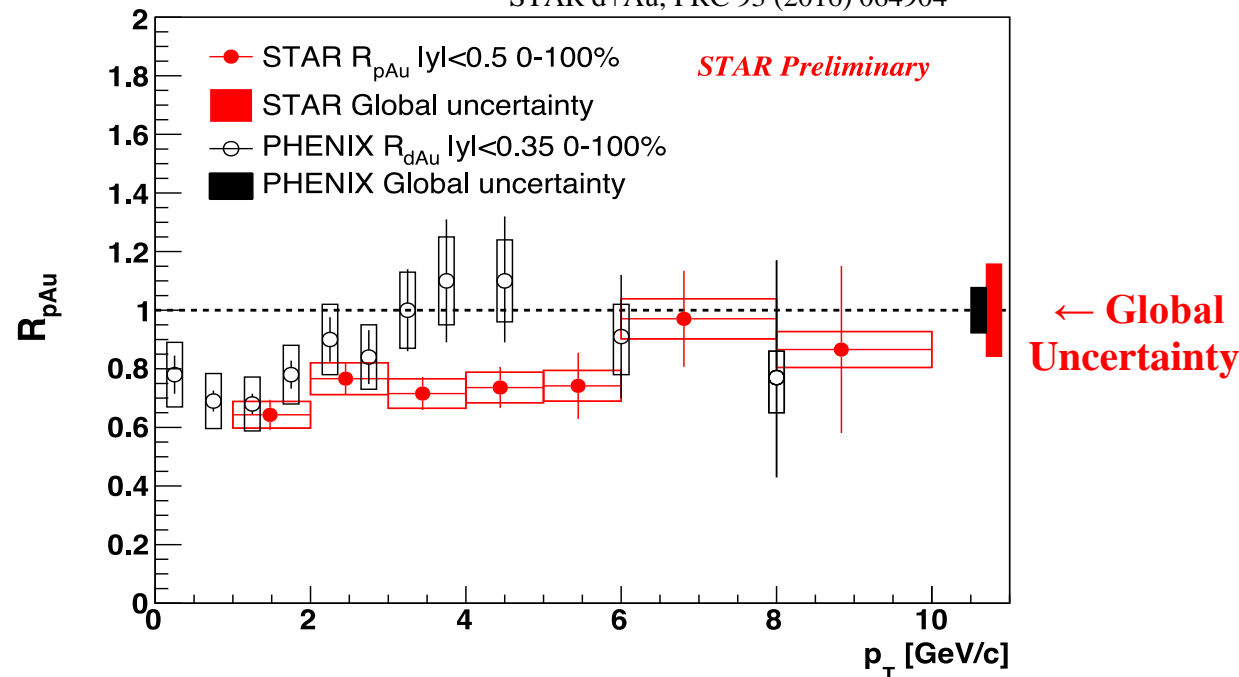 2
STAR R_pAu |y|<0.5 0-100%
STAR Preliminary
1.8
STAR Global uncertainty
1.6
PHENIX R_dAu |y|<0.35 0-100%
1.4
PHENIX Global uncertainty
1.2
R_pAu
1
← Global
Uncertainty
0.8
0.6
0.4
0.2
0
0 2 4 6 8 10
p_T [GeV/c]